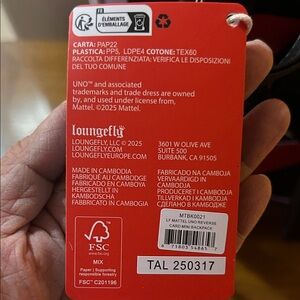 FR
ÉLÉMENTS
D'EMBALLAGE
CARTA: PAP22
PLASTICA: PP5, LDPE4 COTONE: TEX60
RACCOLTA DIFFERENZIATA: VERIFICA LE DISPOSIZIONI
DEL TUO COMUNE
UNO™ and associated
trademarks and trade dress are owned
by, and used under license from,
Mattel. ©2025 Mattel.
loungefly
LOUNGEFLY, LLC © 2025
LOUNGEFLY.COM
LOUNGEFLYEUROPE.COM
3601 W OLIVE AVE
SUITE 500
BURBANK, CA 91505
MADE IN CAMBODIA
FABRIQUÉ AU CAMBODGE
FABRICADO EN CAMBOYA
HERGESTELLT IN
KAMBODSCHA
FABBRICATO IN CAMBOGIA
FABRICADO NA CAMBOJA
VERVAARDIGD IN
CAMBODJA
PRODUCERET I CAMBODJA
TILLVERKAD I KAMBODJA
СДЕЛАНО В КАМБОДЖЕ
FSC
www.fsc.org
MIX
Paper | Supporting
responsible forestry
FSC™ C201196
MTBK0021
LF MATTEL UNO REVERSE
CARD MINI BACKPACK
TAL 250317